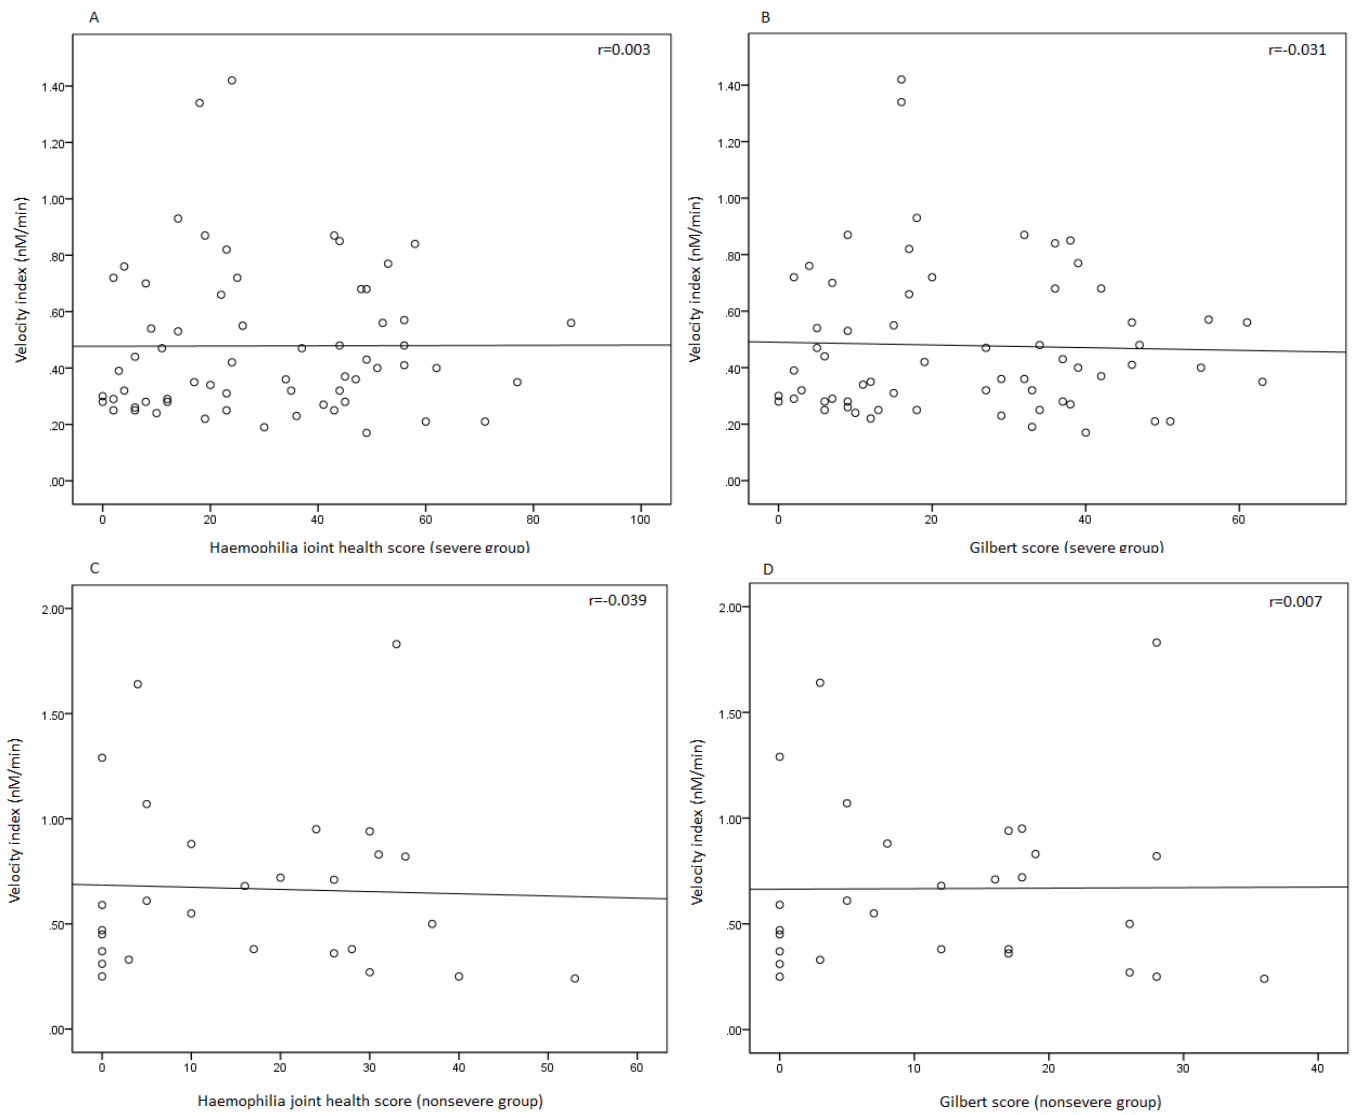 A
r=0.003
Velocity index (nM/min)
1.40
1.20
1.00
.80
.60
.40
.20
.00
0 20 40 60 80 100
Haemophilia joint health score (severe group)
B
r=-0.031
Velocity index (nM/min)
1.40
1.20
1.00
.80
.60
.40
.20
.00
0 20 40 60
Gilbert score (severe group)
C
r=-0.039
Velocity index (nM/min)
2.00
1.50
1.00
.50
.00
0 10 20 30 40 50 60
Haemophilia joint health score (nonsevere group)
D
r=0.007
Velocity index (nM/min)
2.00
1.50
1.00
.50
.00
0 10 20 30 40
Gilbert score (nonsevere group)